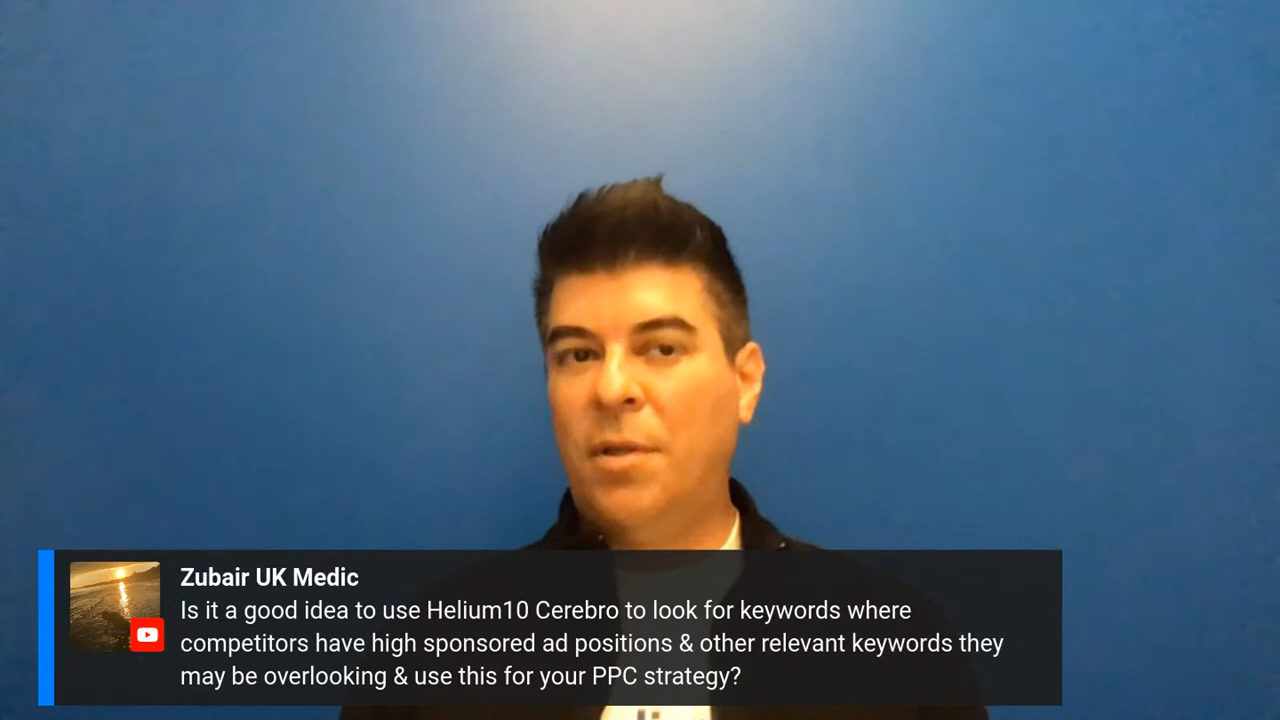 Zubair UK Medic
Is it a good idea to use Helium10 Cerebro to look for keywords where
competitors have high sponsored ad positions & other relevant keywords they
may be overlooking & use this for your PPC strategy?